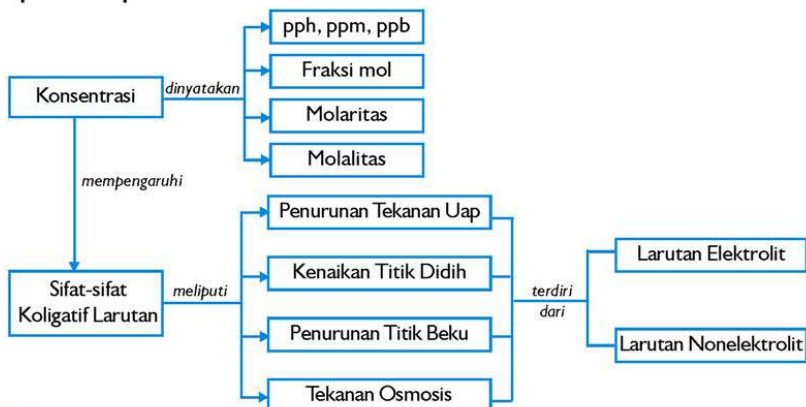 pph, ppm, ppb
Fraksi mol
Konsentrasi
dinyatakan
Molaritas
Molalitas
mempengaruhi
Penurunan Tekanan Uap
Kenaikan Titik Didih
Larutan Elektrolit
Sifat-sifat
Koligatif Larutan
meliputi
terdiri
dari
Penurunan Titik Beku
Larutan Nonelektrolit
Tekanan Osmosis